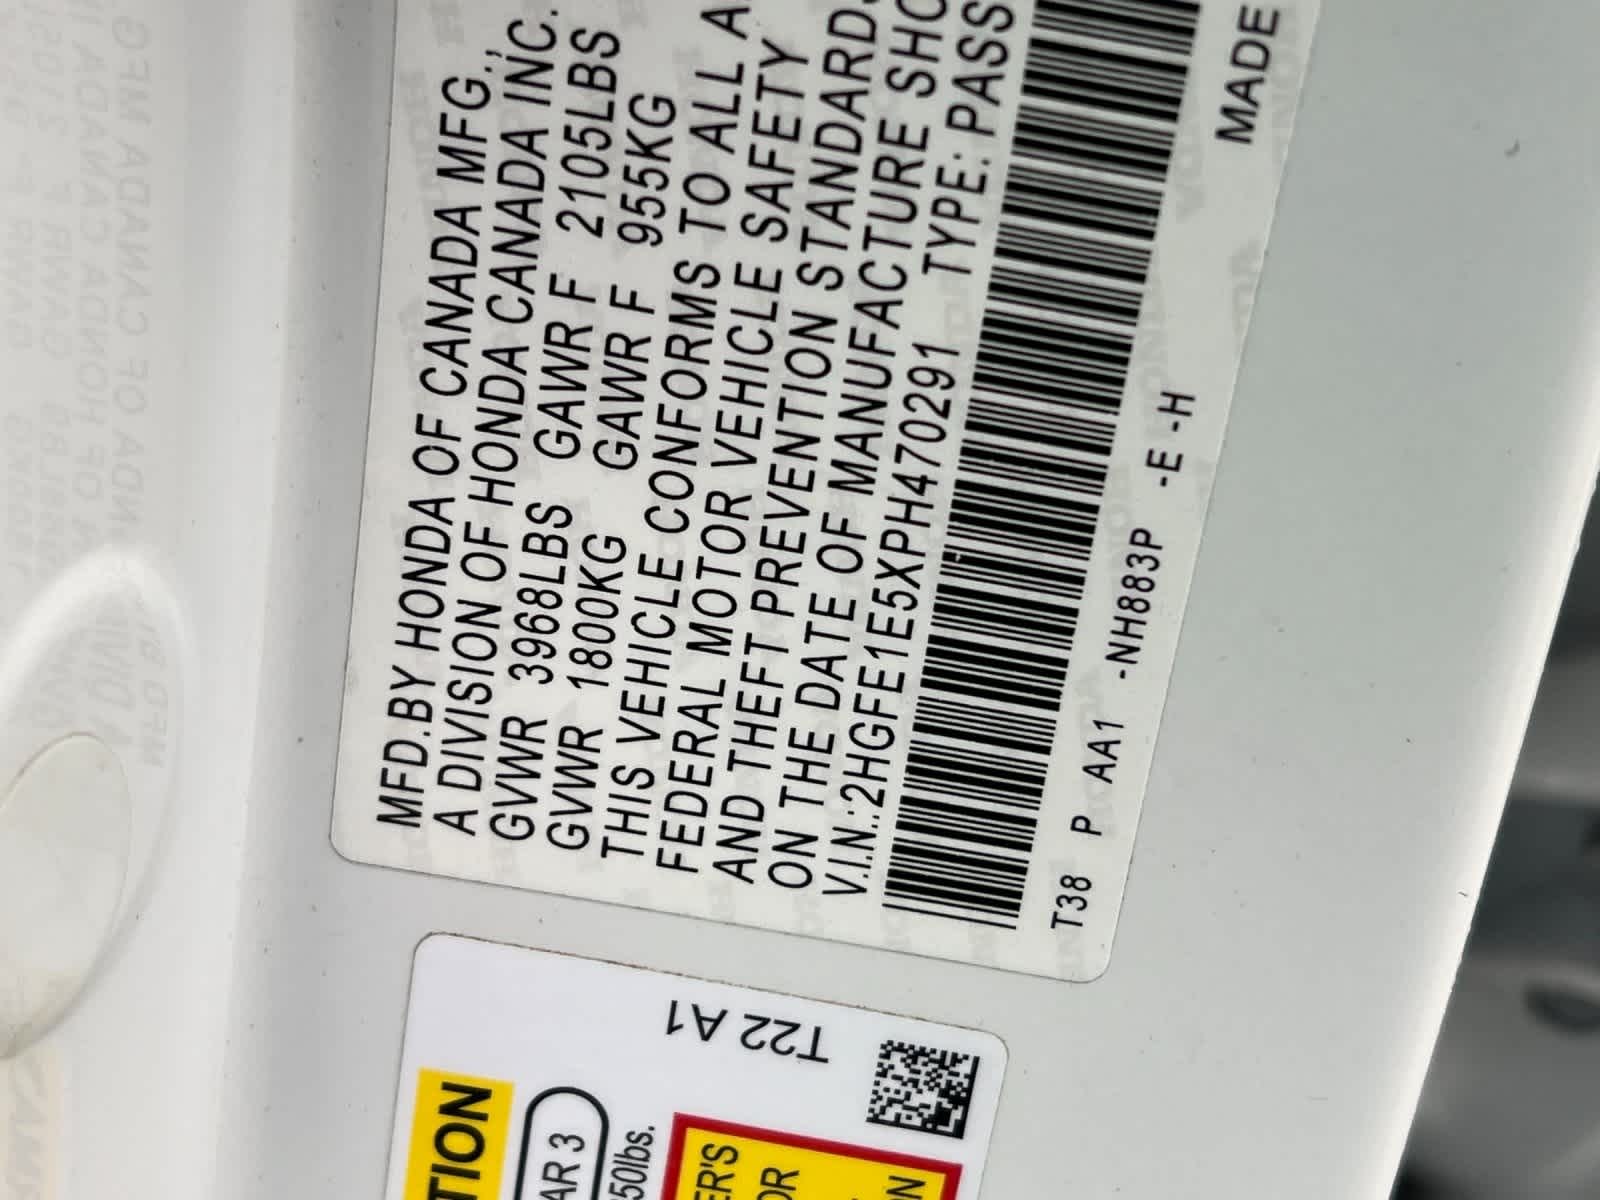 MFD.BY HONDA OF CANADA MFG.,
A DIVISION OF HONDA CANADA INC.
GVWR 3968LBS GAWR F 2105LBS
GVWR 1800KG GAWR F 955KG
THIS VEHICLE CONFORMS TO ALL A
FEDERAL MOTOR VEHICLE SAFETY
AND THEFT PREVENTION STANDARDS
ON THE DATE OF MANUFACTURE SHO
V.I.N.:2HGFE1E5XPH470291 TYPE: PASS
MADE
T38 P AA1 -NH883P -E -H
T22 A1
TION
AR 3
50lbs.
ER'S
OR
ON